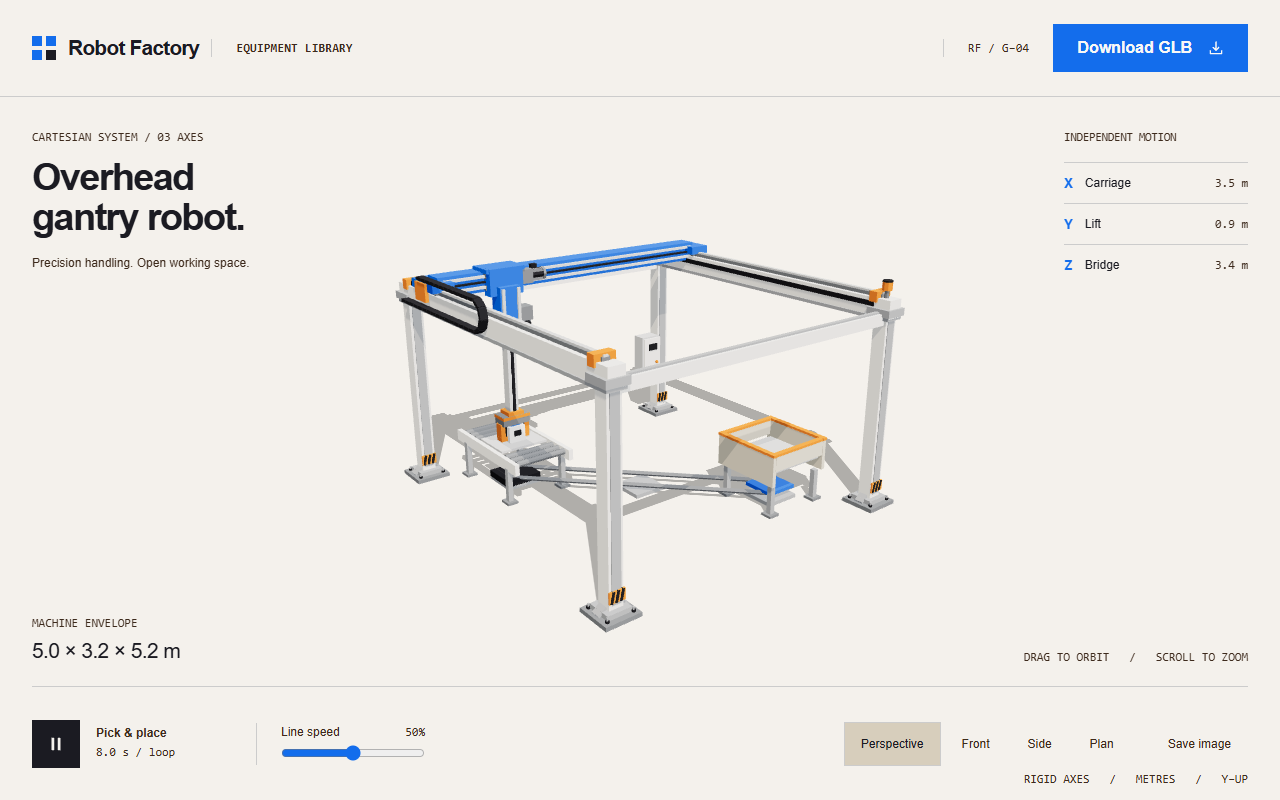 Robot Factory
EQUIPMENT LIBRARY
RF / G-04
Download GLB
CARTESIAN SYSTEM / 03 AXES
Overhead
gantry robot.
Precision handling. Open working space.
INDEPENDENT MOTION
X Carriage 3.5 m
Y Lift 0.9 m
Z Bridge 3.4 m
MACHINE ENVELOPE
5.0 × 3.2 × 5.2 m
DRAG TO ORBIT / SCROLL TO ZOOM
Pick & place
8.0 s / loop
Line speed 50%
Perspective Front Side Plan Save image
RIGID AXES / METRES / Y-UP